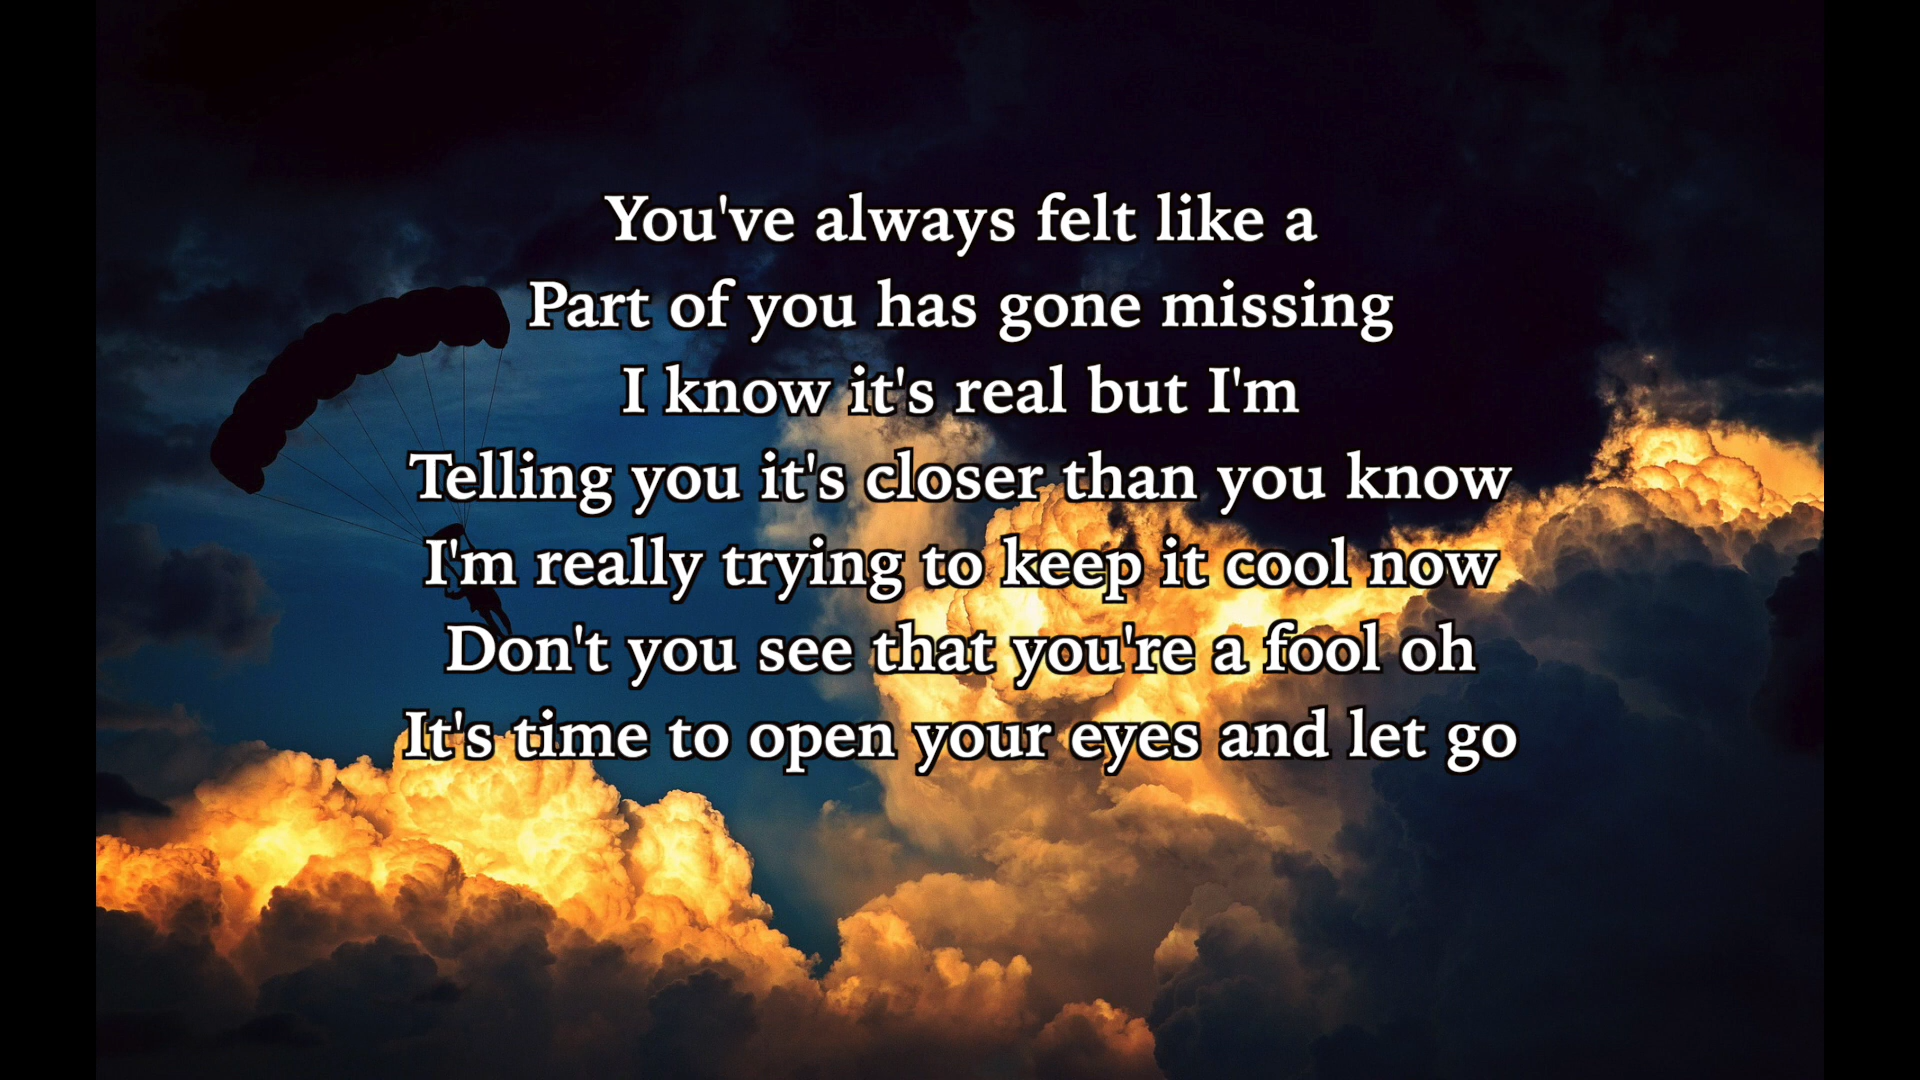 You've always felt like a
Part of you has gone missing
I know it's real but I'm
Telling you it's closer than you know
I'm really trying to keep it cool now
Don't you see that you're a fool oh
It's time to open your eyes and let go